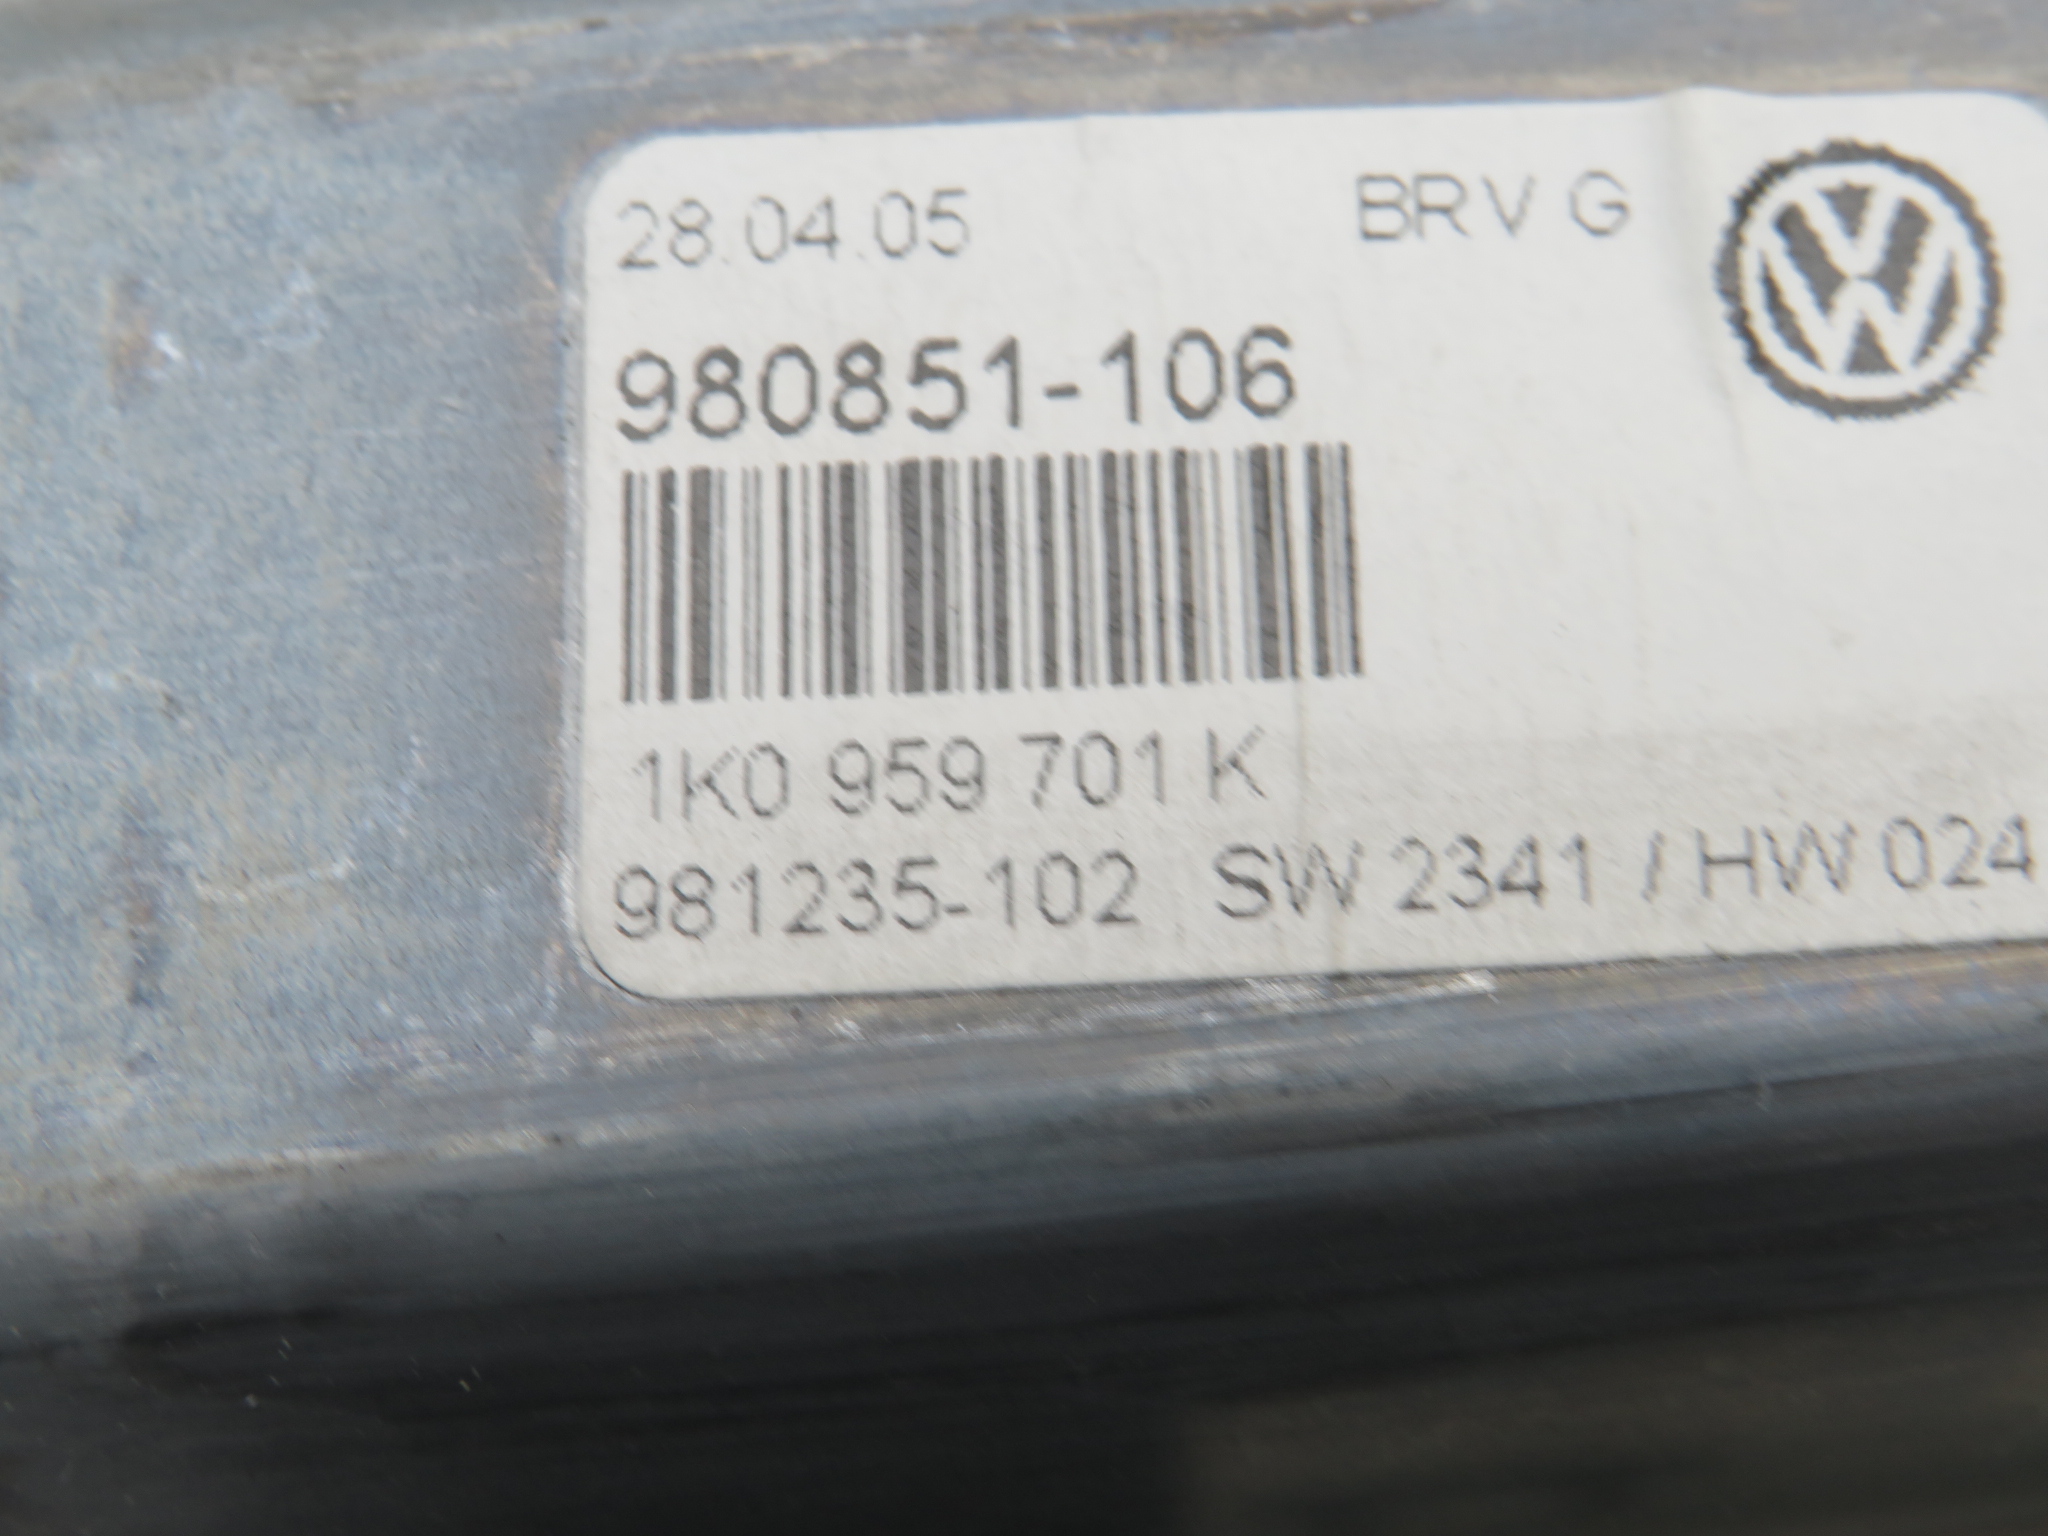 28.04.05 BRV G
980851-106
1K0 959 701 K
981235-102 SW 2341 / HW 024